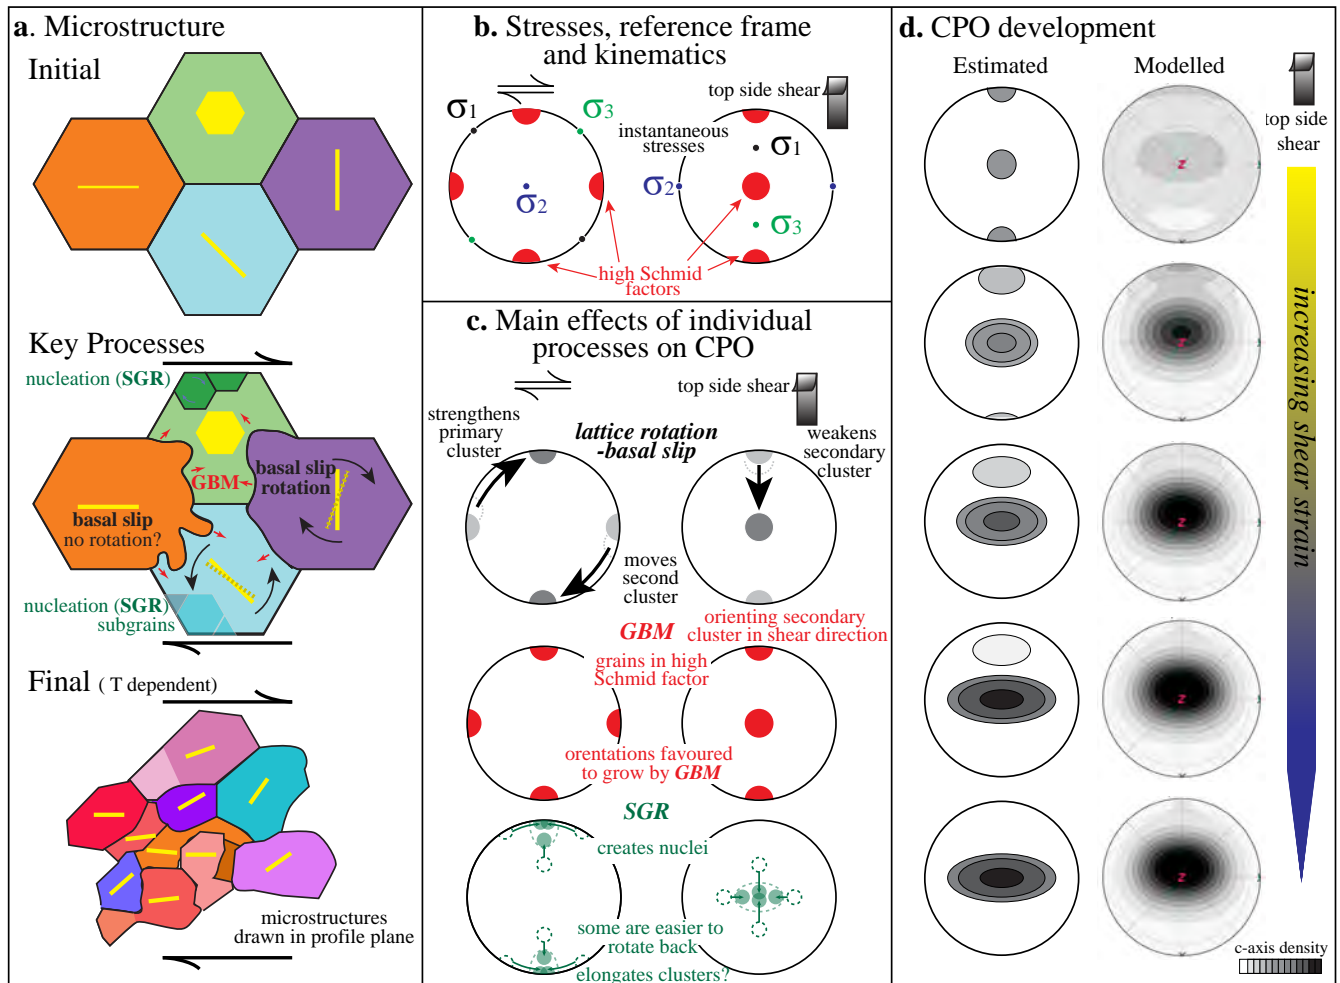 a. Microstructure
Initial
Key Processes
nucleation (SGR)
GBM
basal slip
rotation
basal slip
no rotation?
nucleation (SGR)
subgrains
Final ( T dependent)
microstructures
drawn in profile plane
b. Stresses, reference frame
and kinematics
top side shear
σ1
σ3
instantaneous
stresses
σ1
σ2
σ2
σ3
high Schmid
factors
c. Main effects of individual
processes on CPO
top side shear
strengthens
primary
cluster
lattice rotation
-basal slip
weakens
secondary
cluster
moves
second
cluster
orienting secondary
cluster in shear direction
GBM
grains in high
Schmid factor
orentations favoured
to grow by GBM
SGR
creates nuclei
some are easier to
rotate back
elongates clusters?
d. CPO development
Estimated
Modelled
top side
shear
z
z
z
z
z
increasing shear strain
c-axis density